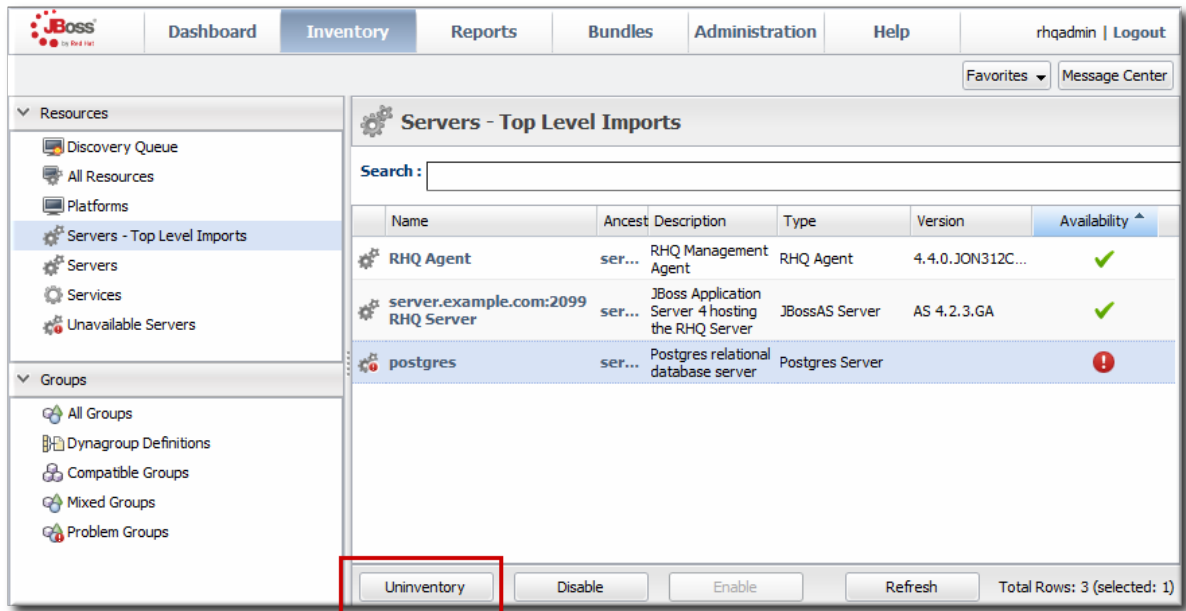 JBoss
by Red Hat
Dashboard
Inventory
Reports
Bundles
Administration
Help
rhqadmin | Logout
Favorites
Message Center
Resources
Discovery Queue
All Resources
Platforms
Servers - Top Level Imports
Servers
Services
Unavailable Servers
Groups
All Groups
Dynagroup Definitions
Compatible Groups
Mixed Groups
Problem Groups
Servers - Top Level Imports
Search :
Name Ancest Description Type Version Availability
RHQ Agent ser... RHQ Management Agent RHQ Agent 4.4.0.JON312C...
server.example.com:2099 RHQ Server ser... JBoss Application Server 4 hosting the RHQ Server JBossAS Server AS 4.2.3.GA
postgres ser... Postgres relational database server Postgres Server
Uninventory
Disable
Enable
Refresh
Total Rows: 3 (selected: 1)